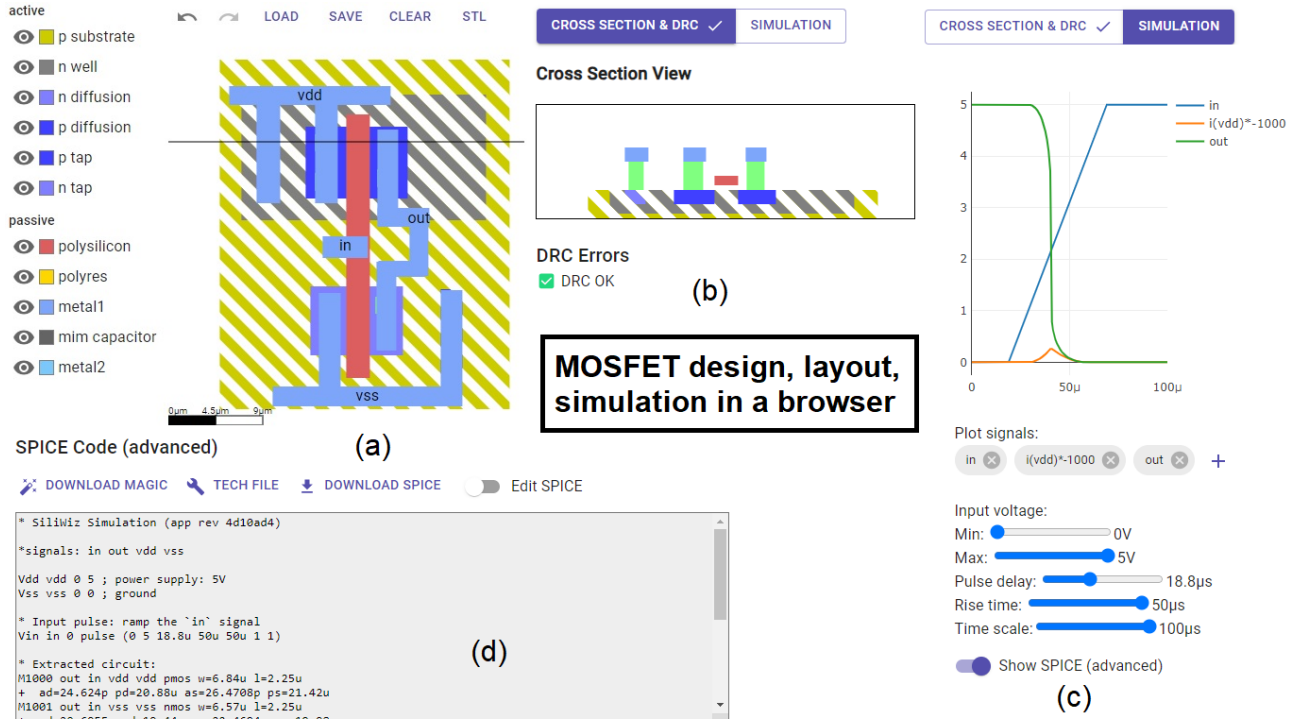 active
p substrate
n well
n diffusion
p diffusion
p tap
n tap
passive
polysilicon
polyres
metal1
mim capacitor
metal2
LOAD SAVE CLEAR STL
vdd
out
in
vss
0µm 4.5µm 9µm
(a)
CROSS SECTION & DRC SIMULATION
Cross Section View
DRC Errors
DRC OK
(b)
MOSFET design, layout,
simulation in a browser
CROSS SECTION & DRC SIMULATION
in
i(vdd)*-1000
out
5
4
3
2
1
0
0 50µ 100µ
Plot signals:
in i(vdd)*-1000 out +
Input voltage:
Min: 0V
Max: 5V
Pulse delay: 18.8µs
Rise time: 50µs
Time scale: 100µs
Show SPICE (advanced)
(c)
SPICE Code (advanced)
DOWNLOAD MAGIC TECH FILE DOWNLOAD SPICE Edit SPICE
* SiliWiz Simulation (app rev 4d10ad4)
*signals: in out vdd vss
Vdd vdd 0 5 ; power supply: 5V
Vss vss 0 0 ; ground
* Input pulse: ramp the `in` signal
Vin in 0 pulse (0 5 18.8u 50u 50u 1 1)
* Extracted circuit:
M1000 out in vdd vdd pmos w=6.84u l=2.25u
+ ad=24.624p pd=20.88u as=26.4708p ps=21.42u
M1001 out in vss vss nmos w=6.57u l=2.25u
(d)